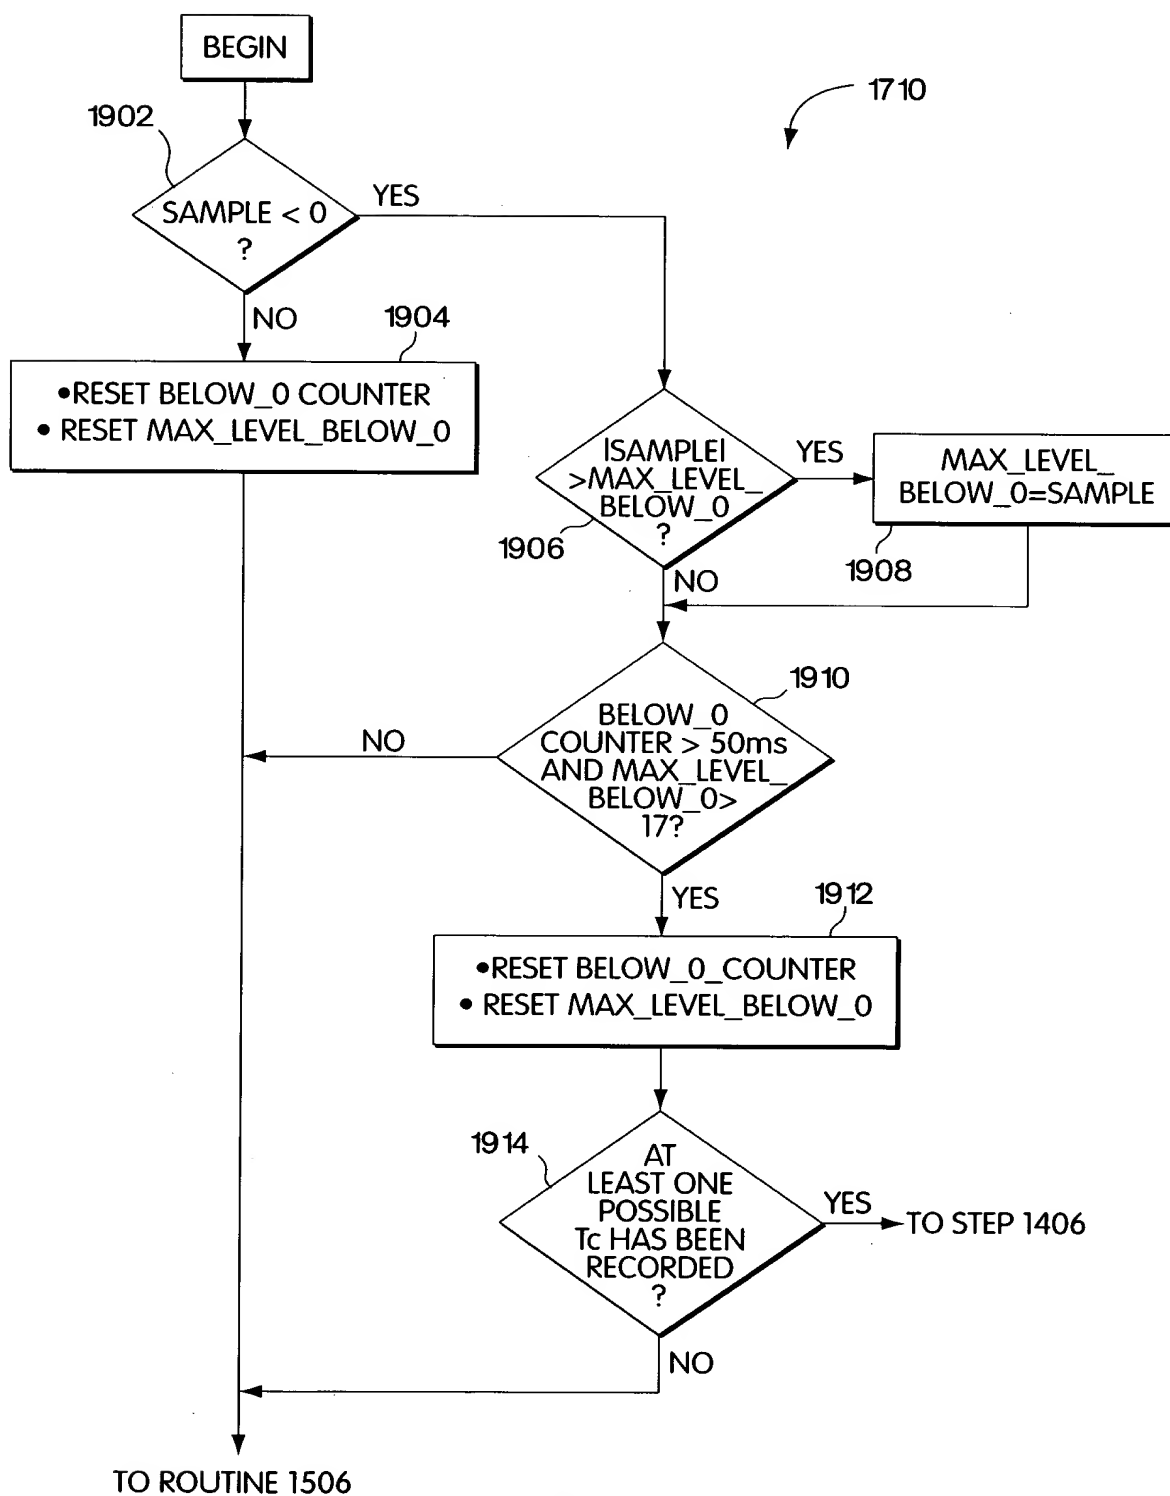 BEGIN
1710
1902
YES
SAMPLE < 0
?
NO
1904
•RESET BELOW_0 COUNTER
• RESET MAX_LEVEL_BELOW_0
|SAMPLE|
>MAX_LEVEL_
BELOW_0
?
YES
MAX_LEVEL_
BELOW_0=SAMPLE
1906
1908
NO
1910
BELOW_0
COUNTER > 50ms
AND MAX_LEVEL_
BELOW_0>
17?
NO
YES
1912
•RESET BELOW_0_COUNTER
• RESET MAX_LEVEL_BELOW_0
1914
AT
LEAST ONE
POSSIBLE
Tc HAS BEEN
RECORDED
?
YES
TO STEP 1406
NO
TO ROUTINE 1506